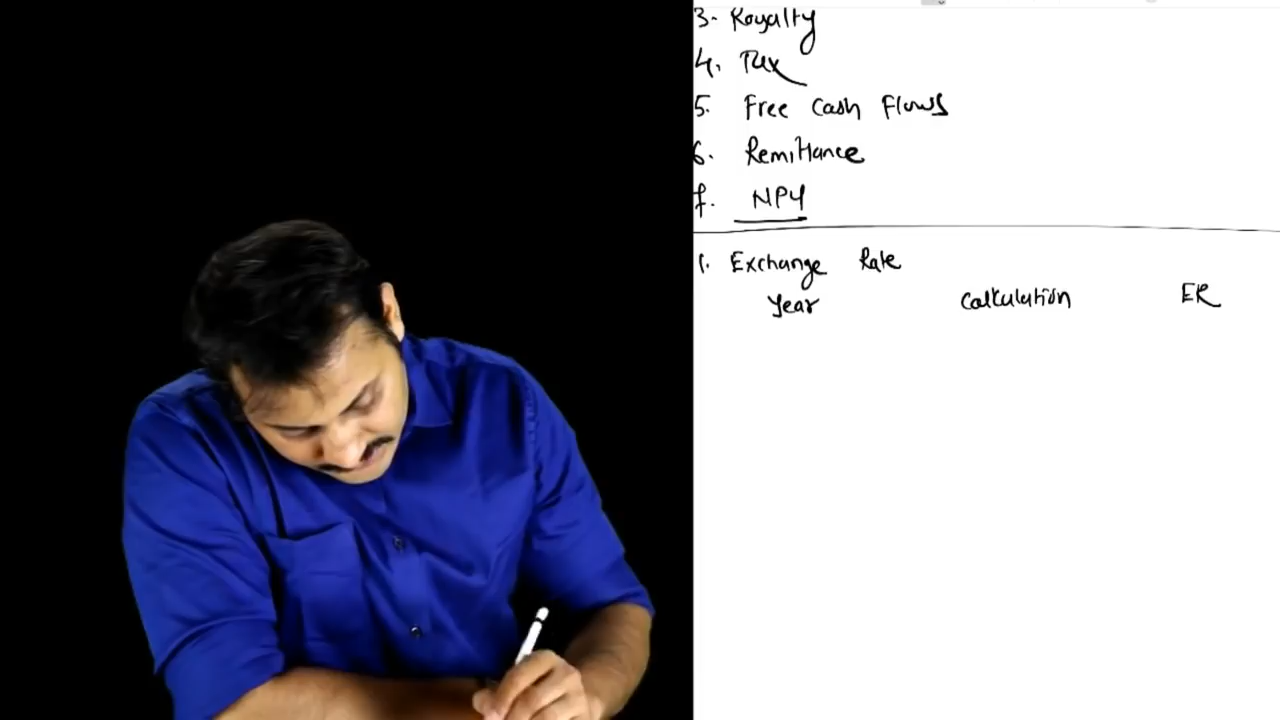 3. Royalty
4. Tax
5. Free Cash Flows
6. Remittance
7. NPV
1. Exchange Rate
Year Calculation ER